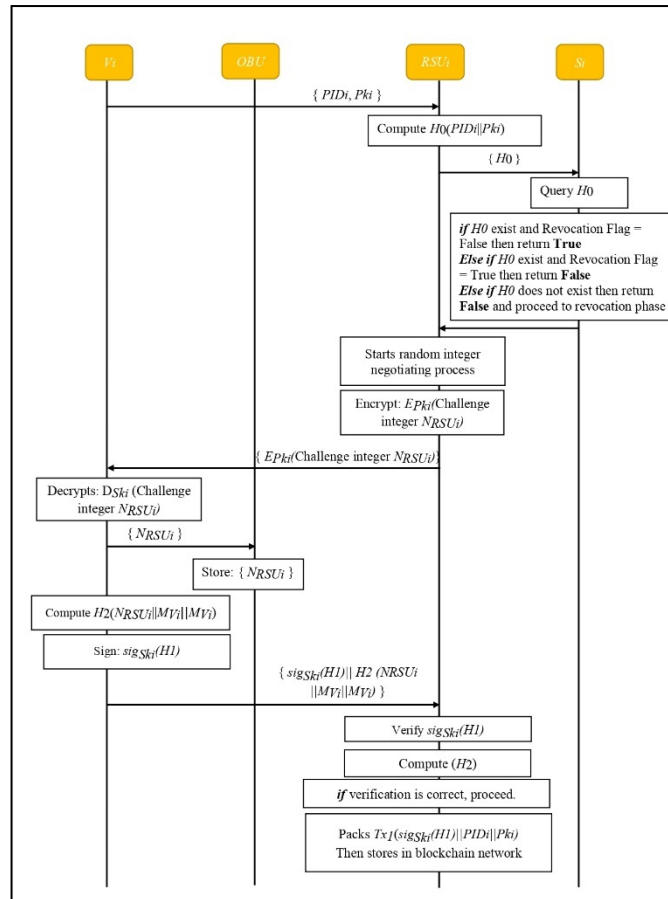 Vi OBU RSUi Si
{ PIDi, Pki }
Compute H0(PIDi||Pki)
{ H0 }
Query H0
if H0 exist and Revocation Flag =
False then return True
Else if H0 exist and Revocation Flag
= True then return False
Else if H0 does not exist then return
False and proceed to revocation phase
Starts random integer
negotiating process
Encrypt: EPki(Challenge
integer NRSUi)
{ EPki(Challenge integer NRSUi)}
Decrypts: DSki (Challenge
integer NRSUi)
{ NRSUi }
Store: { NRSUi }
Compute H2(NRSUi||MVi||MVi)
Sign: sigSki(H1)
{ sigSki(H1)|| H2 (NRSUi
||MVi||MVi) }
Verify sigSki(H1)
Compute (H2)
if verification is correct, proceed.
Packs Tx1(sigSki(H1)||PIDi||Pki)
Then stores in blockchain network